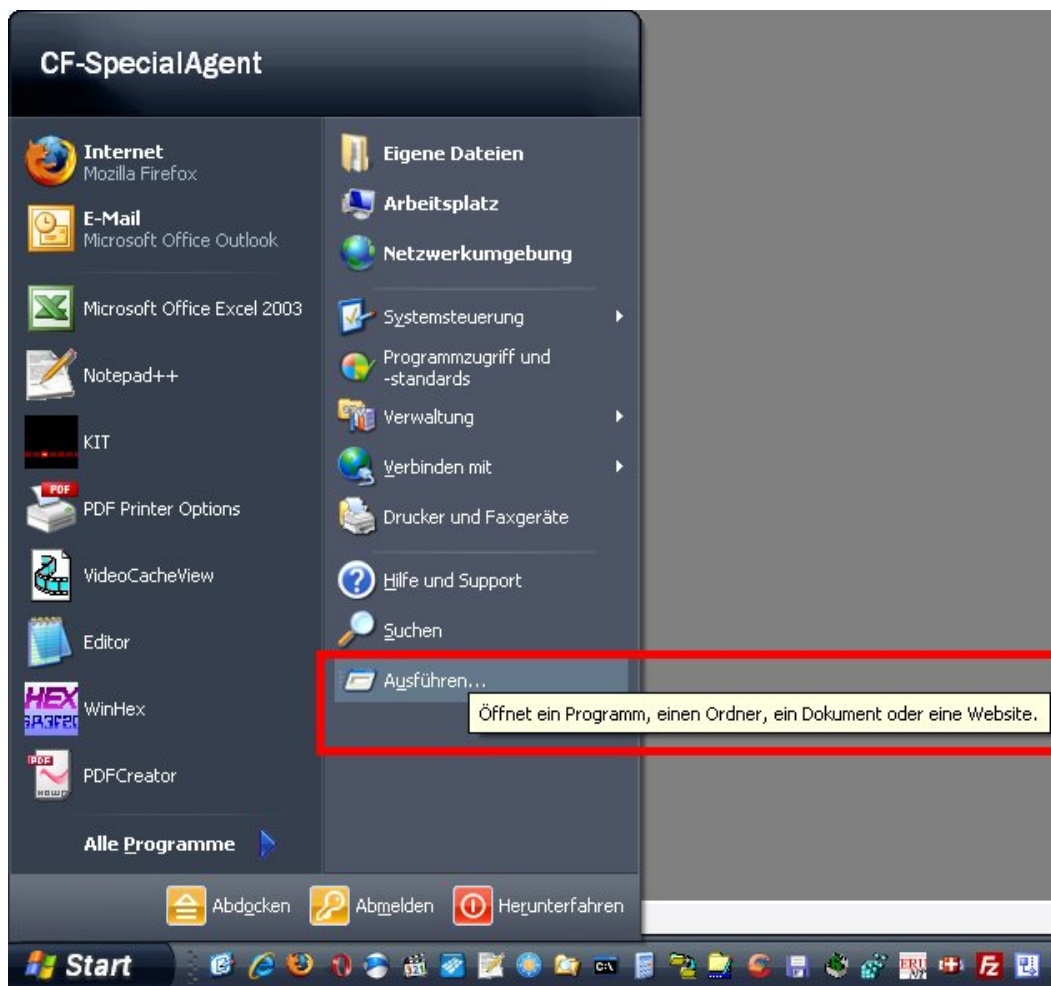 CF-SpecialAgent
Internet
Mozilla Firefox
E-Mail
Microsoft Office Outlook
Microsoft Office Excel 2003
Notepad++
KIT
PDF
PDF Printer Options
VideoCacheView
Editor
HEX
WinHex
PDF
PDFCreator
Alle Programme
Eigene Dateien
Arbeitsplatz
Netzwerkumgebung
Systemsteuerung
Programmzugriff und
-standards
Verwaltung
Verbinden mit
Drucker und Faxgeräte
Hilfe und Support
Suchen
Ausführen...
Öffnet ein Programm, einen Ordner, ein Dokument oder eine Website.
Abdocken
Abmelden
Herunterfahren
Start